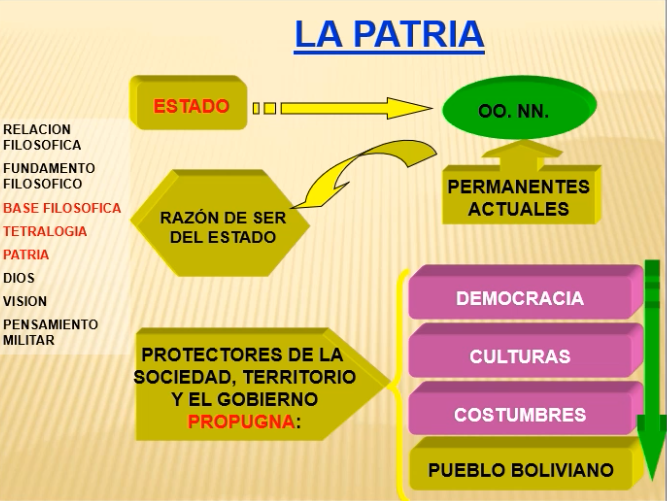 LA PATRIA
ESTADO
OO. NN.
RELACION
FILOSOFICA
FUNDAMENTO
FILOSOFICO
BASE FILOSOFICA
TETRALOGIA
PATRIA
DIOS
VISION
PENSAMIENTO
MILITAR
RAZÓN DE SER
DEL ESTADO
PERMANENTES
ACTUALES
PROTECTORES DE LA
SOCIEDAD, TERRITORIO
Y EL GOBIERNO
PROPUGNA:
DEMOCRACIA
CULTURAS
COSTUMBRES
PUEBLO BOLIVIANO